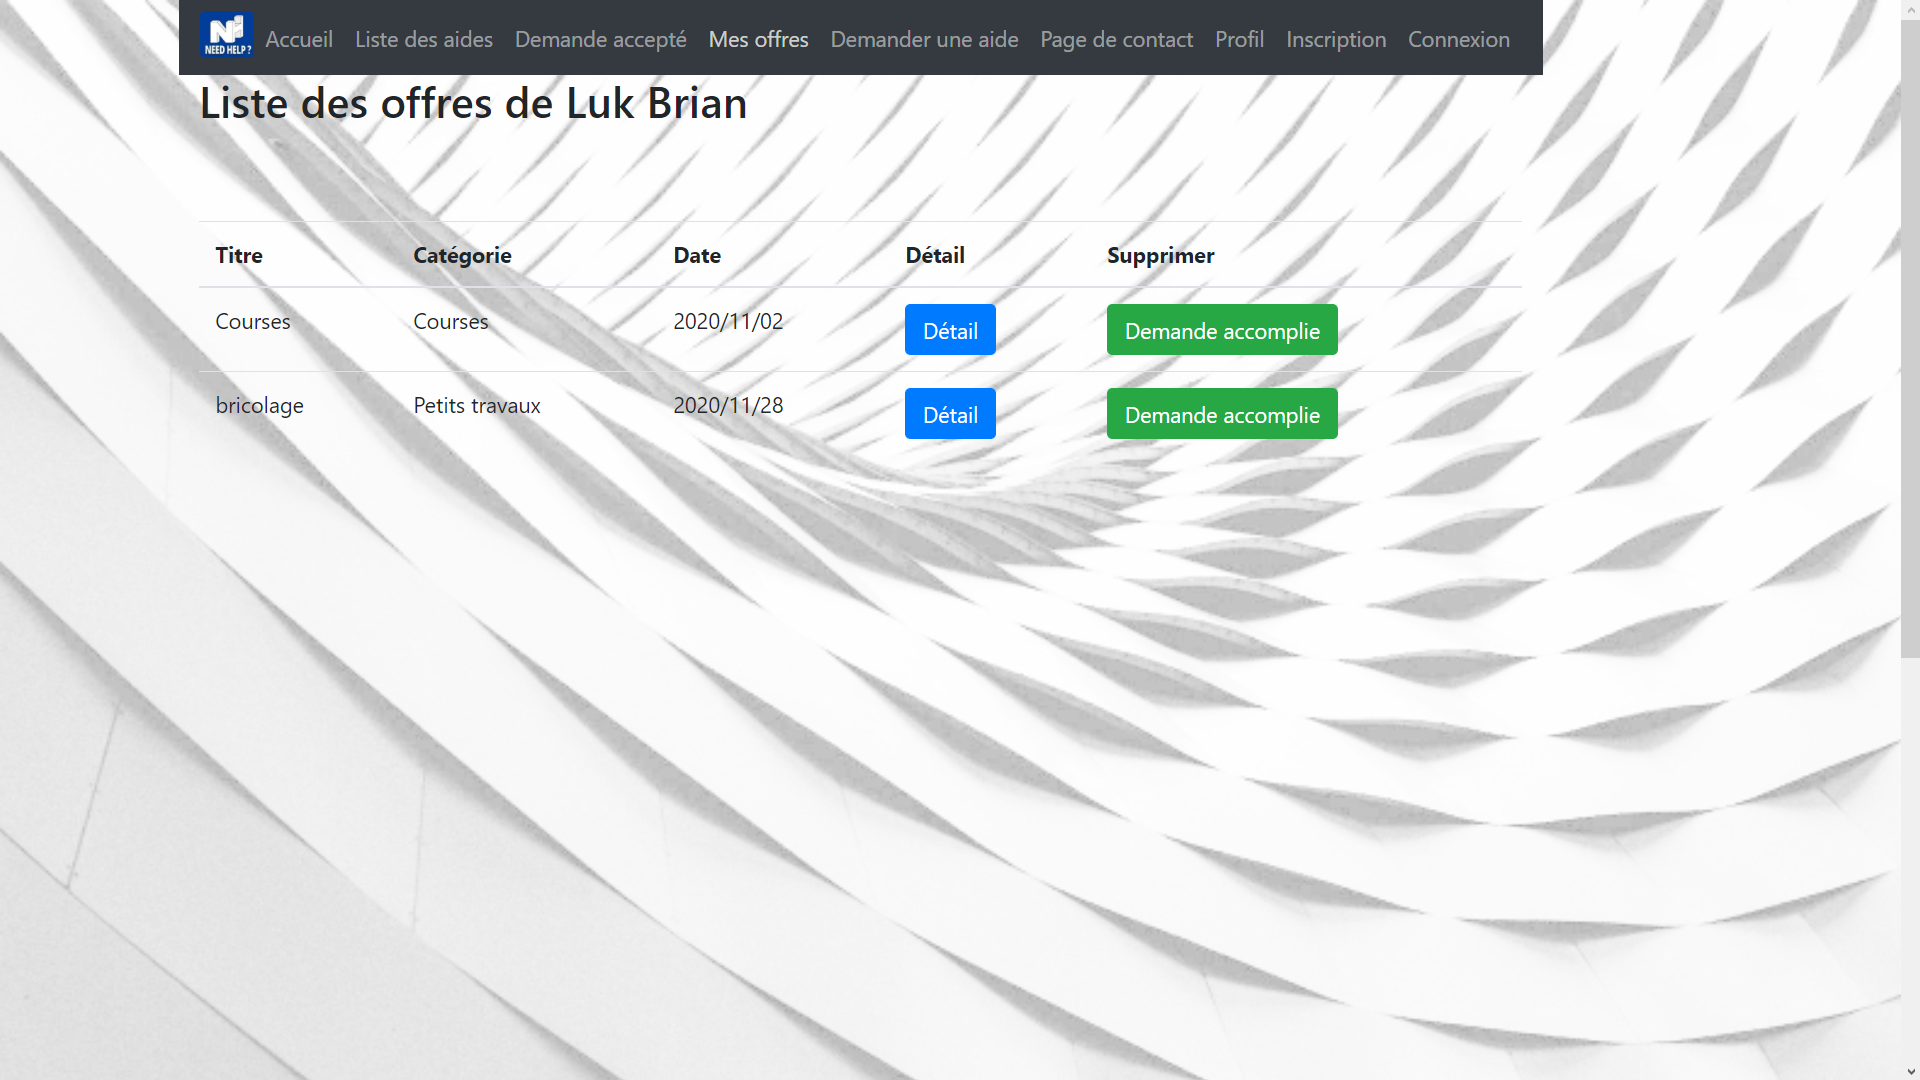 NEED HELP ? Accueil Liste des aides Demande accepté Mes offres Demander une aide Page de contact Profil Inscription Connexion
Liste des offres de Luk Brian
Titre Catégorie Date Détail Supprimer
Courses Courses 2020/11/02 Détail Demande accomplie
bricolage Petits travaux 2020/11/28 Détail Demande accomplie